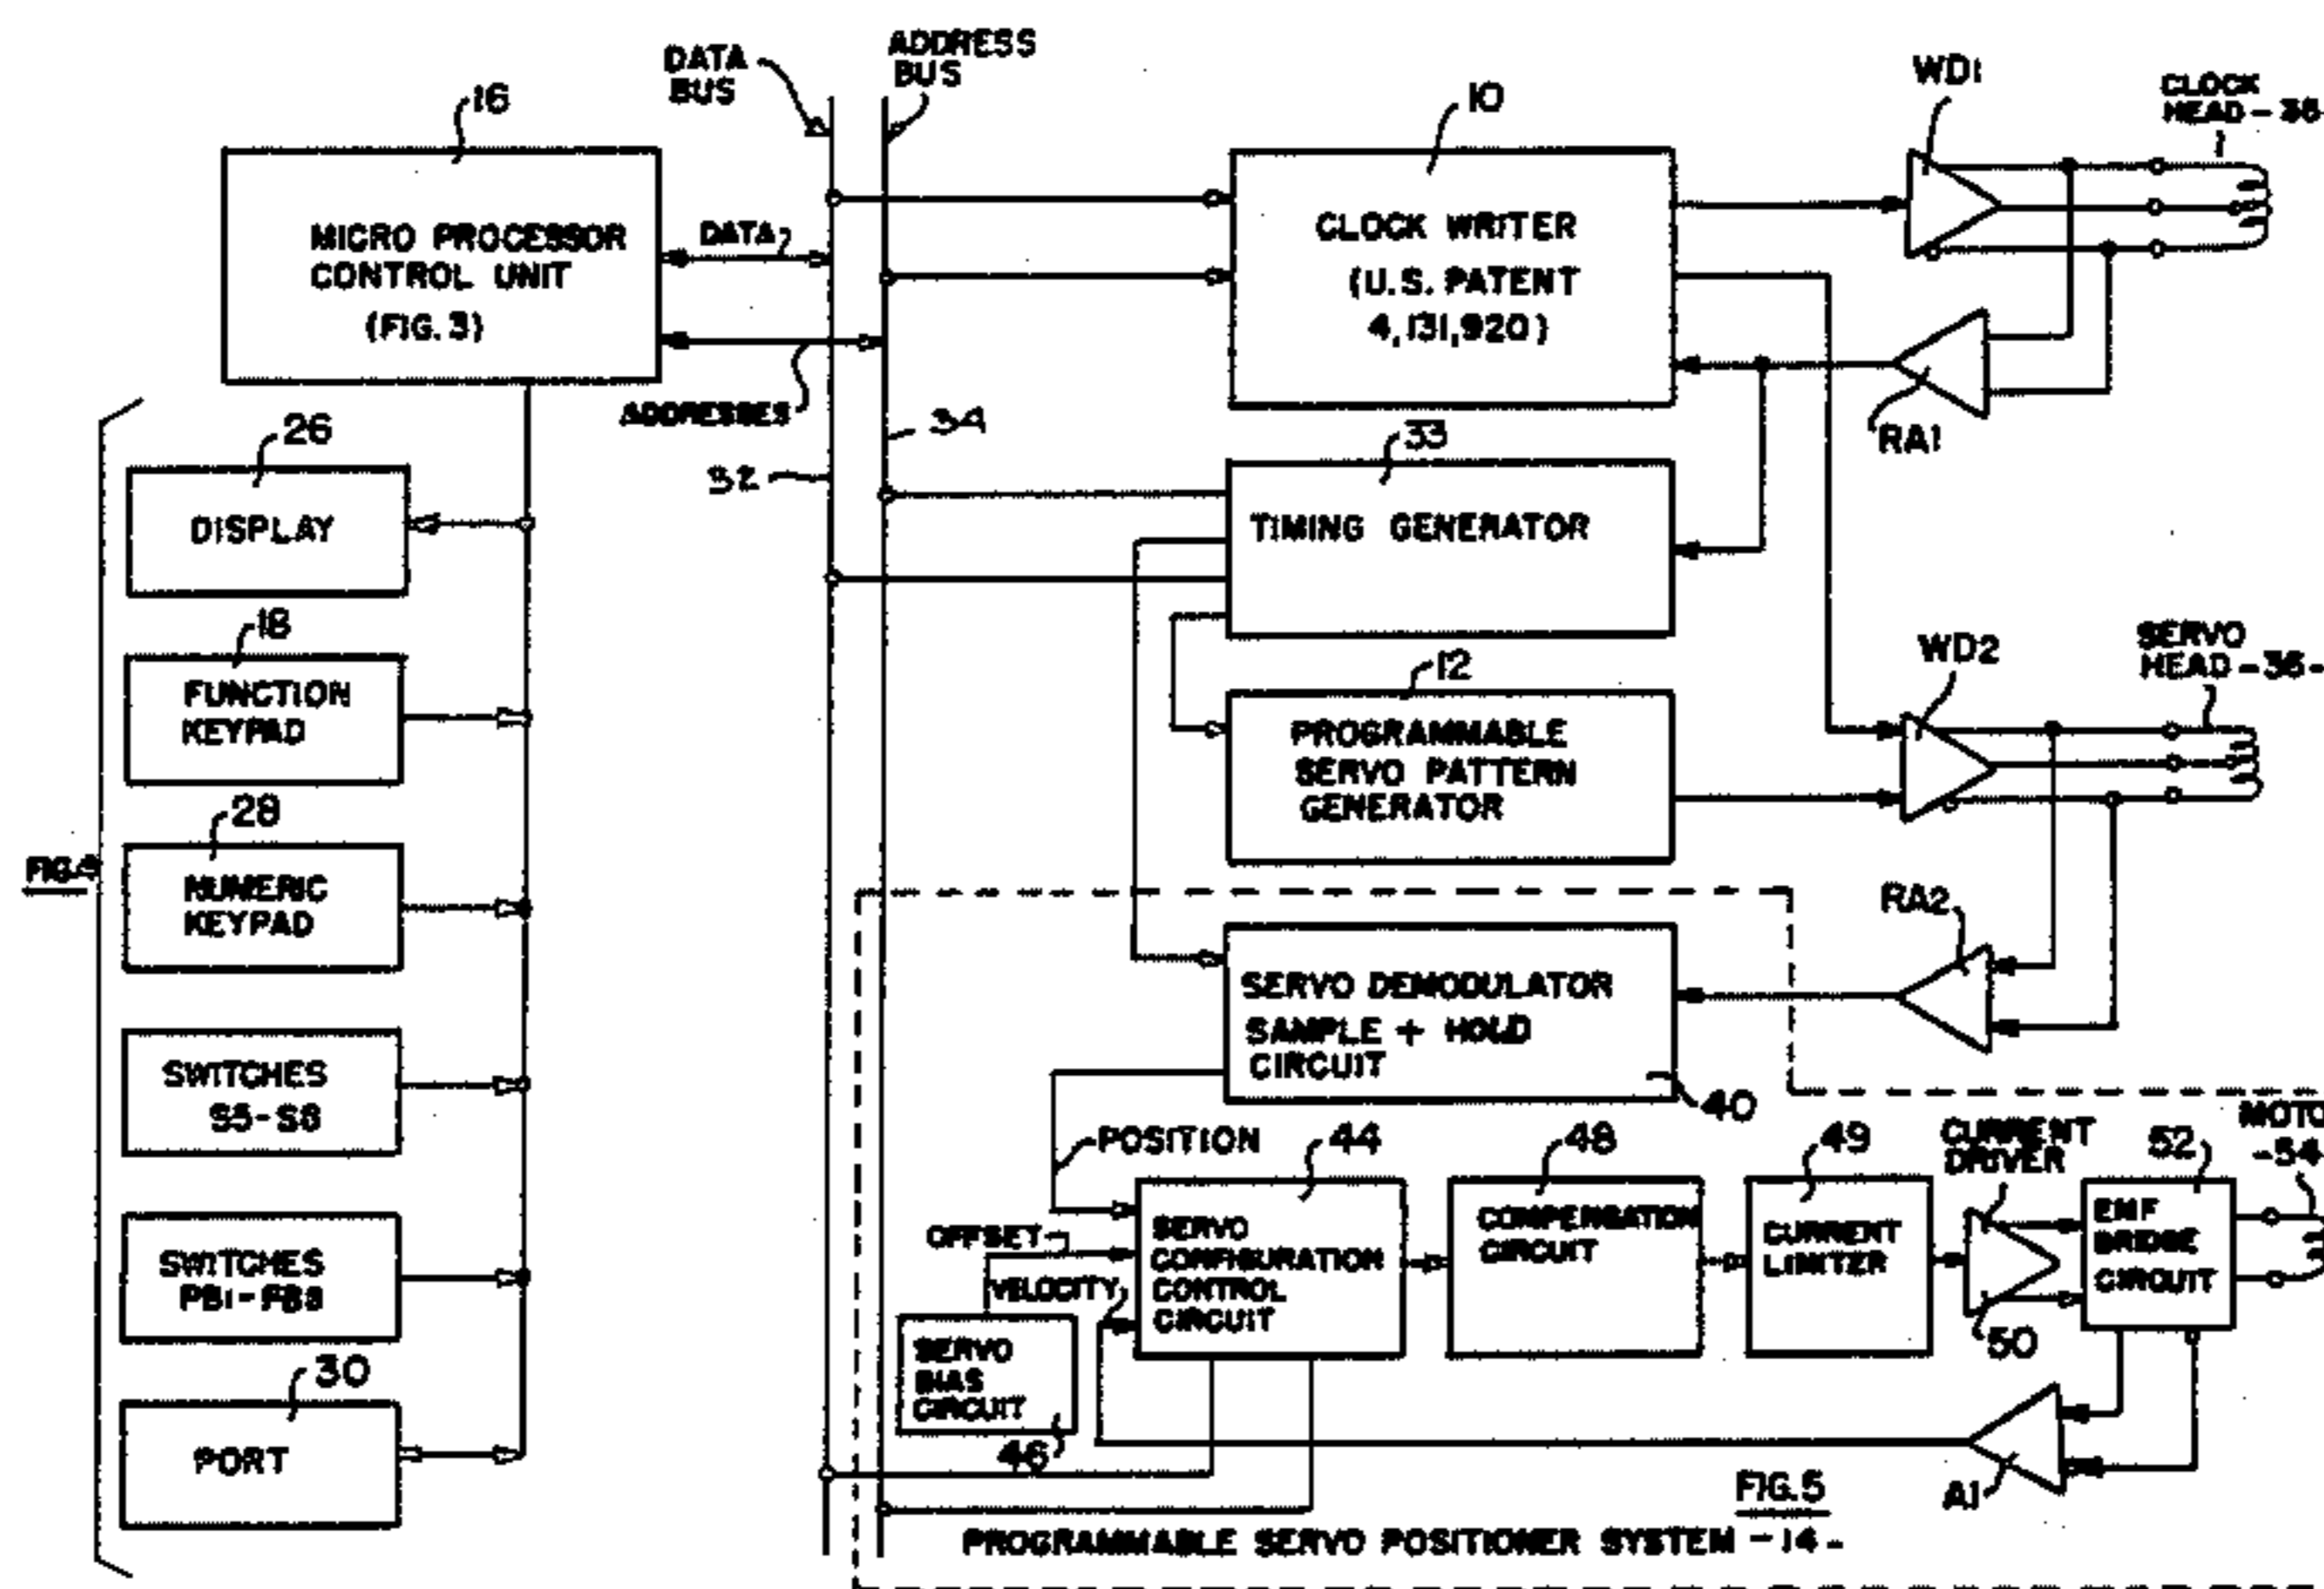 DATA
BUS
ADDRESS
BUS
16
MICRO PROCESSOR
CONTROL UNIT
(FIG. 3)
DATA
ADDRESSES
34
32
10
CLOCK WRITER
(U.S. PATENT
4,131,920)
WD1
CLOCK
RA1
26
DISPLAY
18
FUNCTION
KEYPAD
28
NUMERIC
KEYPAD
SWITCHES
S5-S8
SWITCHES
30
PORT
33
TIMING GENERATOR
12
PROGRAMMABLE
SERVO PATTERN
GENERATOR
WD2
SERVO
RA2
SERVO DEMODULATOR
SAMPLE + HOLD
CIRCUIT
40
POSITION
OFFSET
VELOCITY
44
SERVO
CONFIGURATION
CONTROL
CIRCUIT
SERVO
BIAS
CIRCUIT
46
48
COMPENSATION
CIRCUIT
49
CURRENT
LIMITER
CURRENT
DRIVER
50
52
EMF
BRIDGE
CIRCUIT
-54
A1
FIG. 5
PROGRAMMABLE SERVO POSITIONER SYSTEM -14-